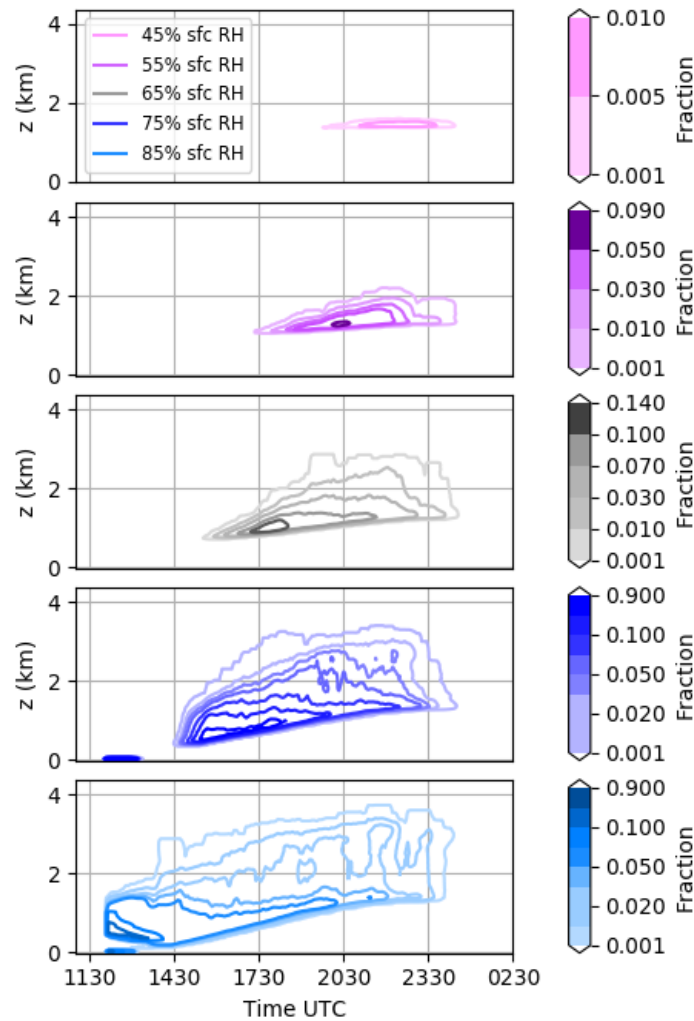 4
2
0
z (km)
45% sfc RH
55% sfc RH
65% sfc RH
75% sfc RH
85% sfc RH
0.010
0.005
0.001
Fraction
4
2
0
z (km)
0.090
0.050
0.030
0.010
0.001
Fraction
4
2
0
z (km)
0.140
0.100
0.070
0.030
0.010
0.001
Fraction
4
2
0
z (km)
0.900
0.100
0.050
0.020
0.001
Fraction
4
2
0
z (km)
0.900
0.100
0.050
0.020
0.001
Fraction
1130 1430 1730 2030 2330 0230
Time UTC